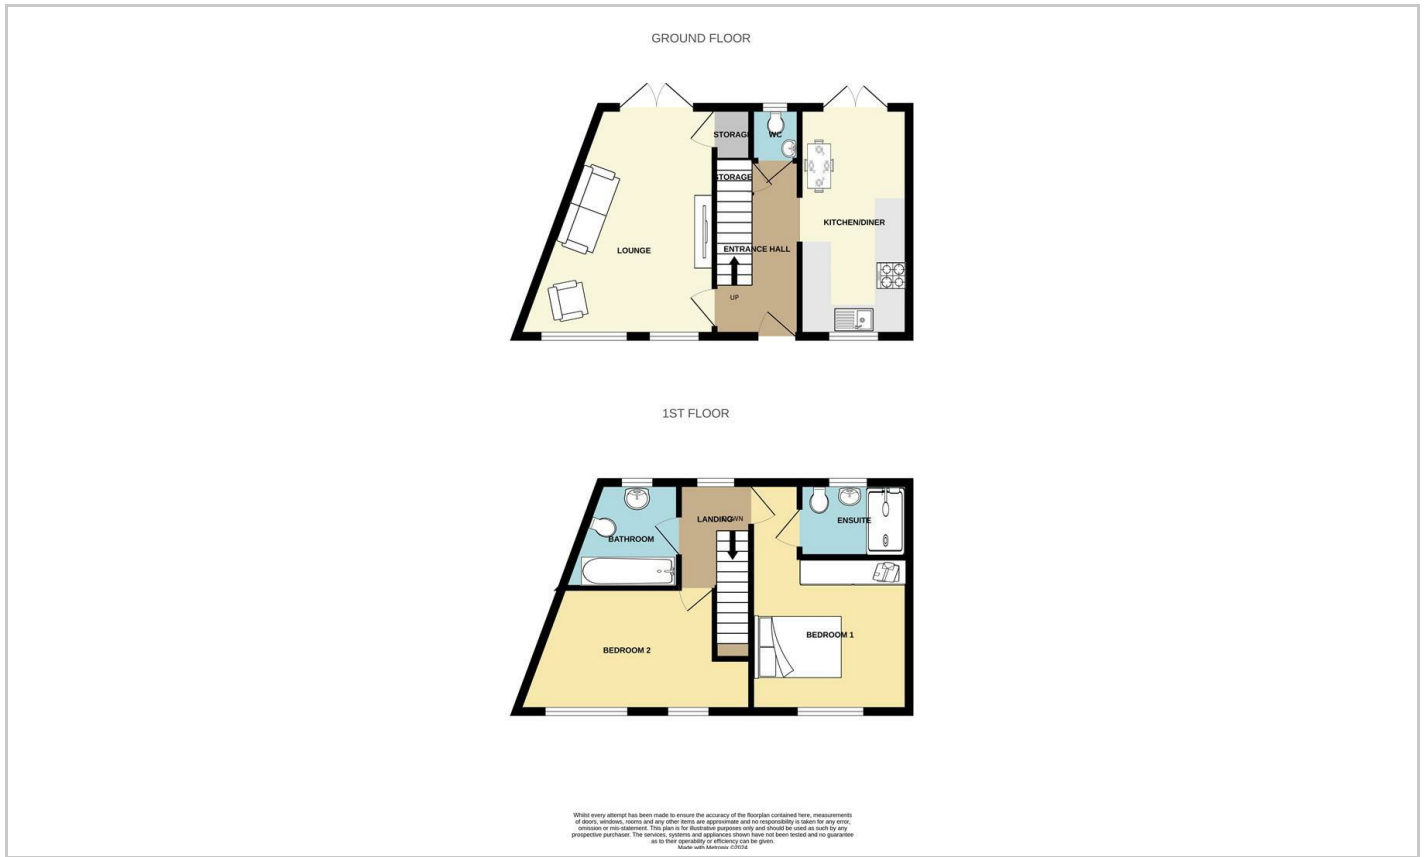 GROUND FLOOR
STORAGE
WC
STORAGE
KITCHEN/DINER
LOUNGE
ENTRANCE HALL
UP
1ST FLOOR
LANDING
DOWN
ENSUITE
BATHROOM
BEDROOM 1
BEDROOM 2
Whilst every attempt has been made to ensure the accuracy of the floorplan contained here, measurements
of doors, windows, rooms and any other items are approximate and no responsibility is taken for any error,
omission or mis-statement. This plan is for illustrative purposes only and should be used as such by any
prospective purchaser. The services, systems and appliances shown have not been tested and no guarantee
as to their operability or efficiency can be given.
Made with Metropix ©2024